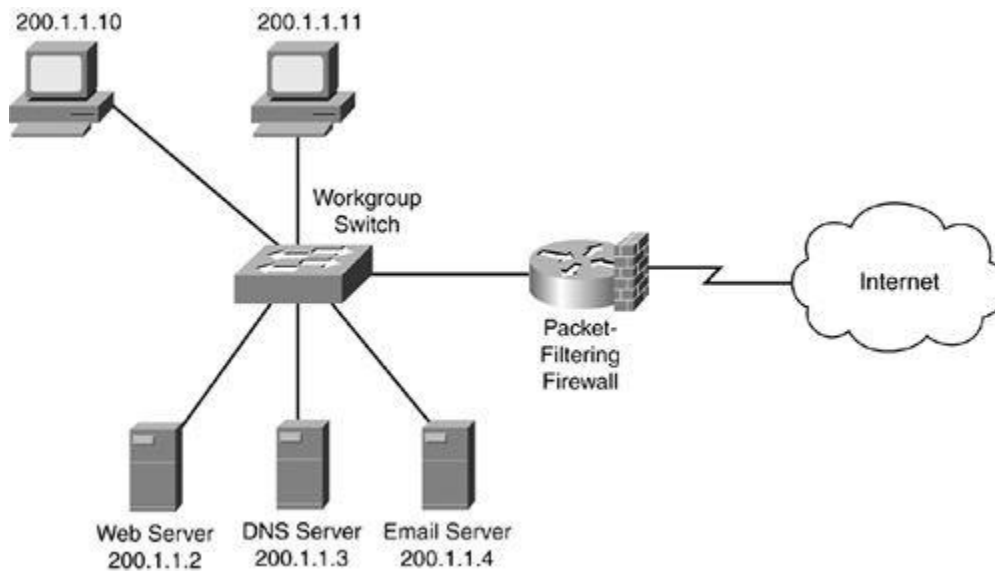 200.1.1.10
200.1.1.11
Workgroup
Switch
Internet
Packet-
Filtering
Firewall
Web Server
200.1.1.2
DNS Server
200.1.1.3
Email Server
200.1.1.4